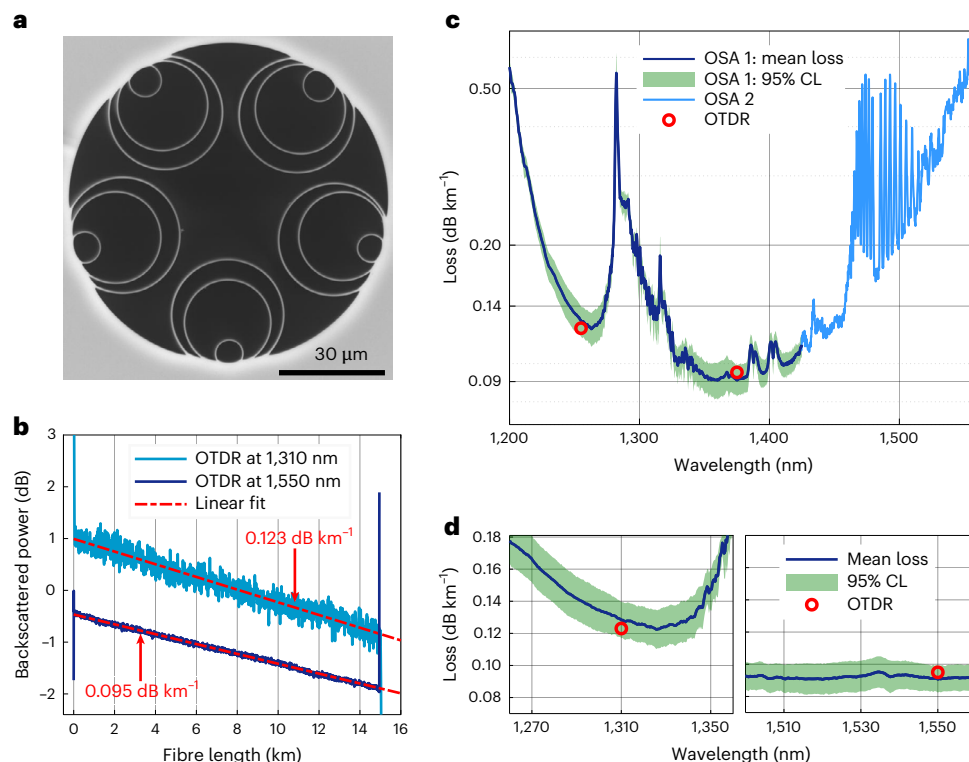 a
30 µm
b
Backscattered power (dB)
3
2
1
0
−1
−2
OTDR at 1,310 nm
OTDR at 1,550 nm
Linear fit
0.123 dB km−1
0.095 dB km−1
0 2 4 6 8 10 12 14 16
Fibre length (km)
c
Loss (dB km−1)
0.50
0.20
0.14
0.09
OSA 1: mean loss
OSA 1: 95% CL
OSA 2
OTDR
1,200 1,300 1,400 1,500
Wavelength (nm)
d
Loss (dB km−1)
0.18
0.16
0.14
0.12
0.10
0.08
Mean loss
95% CL
OTDR
1,270 1,310 1,350 1,510 1,530 1,550
Wavelength (nm)